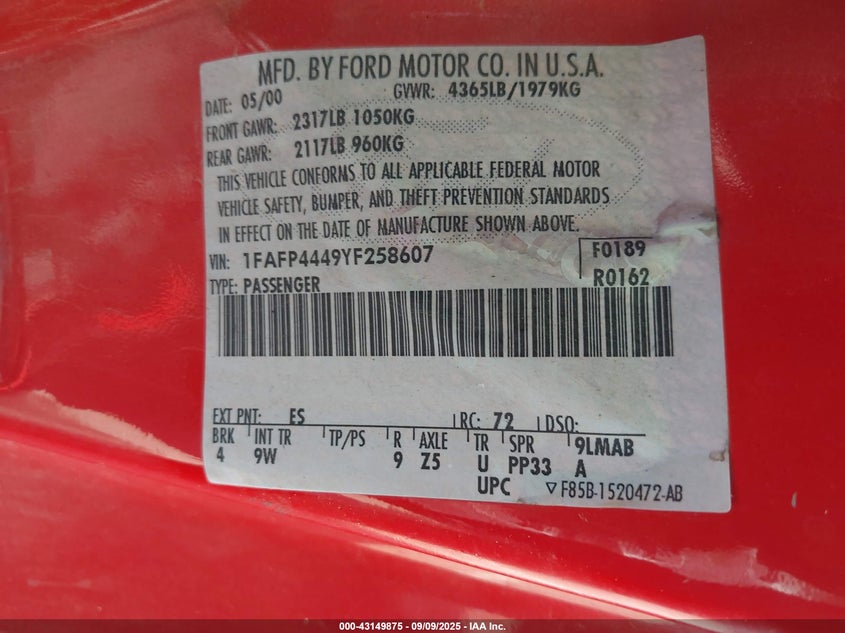 MFD. BY FORD MOTOR CO. IN U.S.A.
DATE: 05/00 GVWR: 4365LB/1979KG
FRONT GAWR: 2317LB 1050KG
REAR GAWR: 2117LB 960KG
THIS VEHICLE CONFORMS TO ALL APPLICABLE FEDERAL MOTOR
VEHICLE SAFETY, BUMPER, AND THEFT PREVENTION STANDARDS
IN EFFECT ON THE DATE OF MANUFACTURE SHOWN ABOVE.
VIN: 1FAFP4449YF258607 F0189
TYPE: PASSENGER R0162
EXT PNT: ES RC: 72 DSO:
BRK INT TR TP/PS R AXLE TR SPR 9LMAB
4 9W 9 Z5 U PP33 A
UPC ▽F85B-1520472-AB
000-43149875 - 09/09/2025 - IAA Inc.